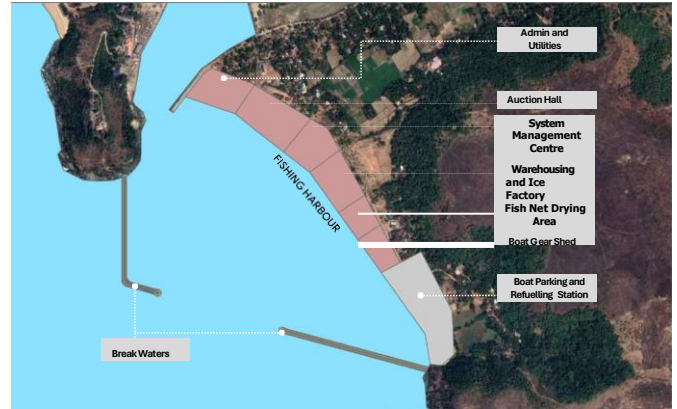 Admin and
Utilities
Auction Hall
System
Management
Centre
Warehousing
and Ice
Factory
Fish Net Drying
Area
Boat Gear Shed
FISHING HARBOUR
Boat Parking and
Refuelling Station
Break Waters